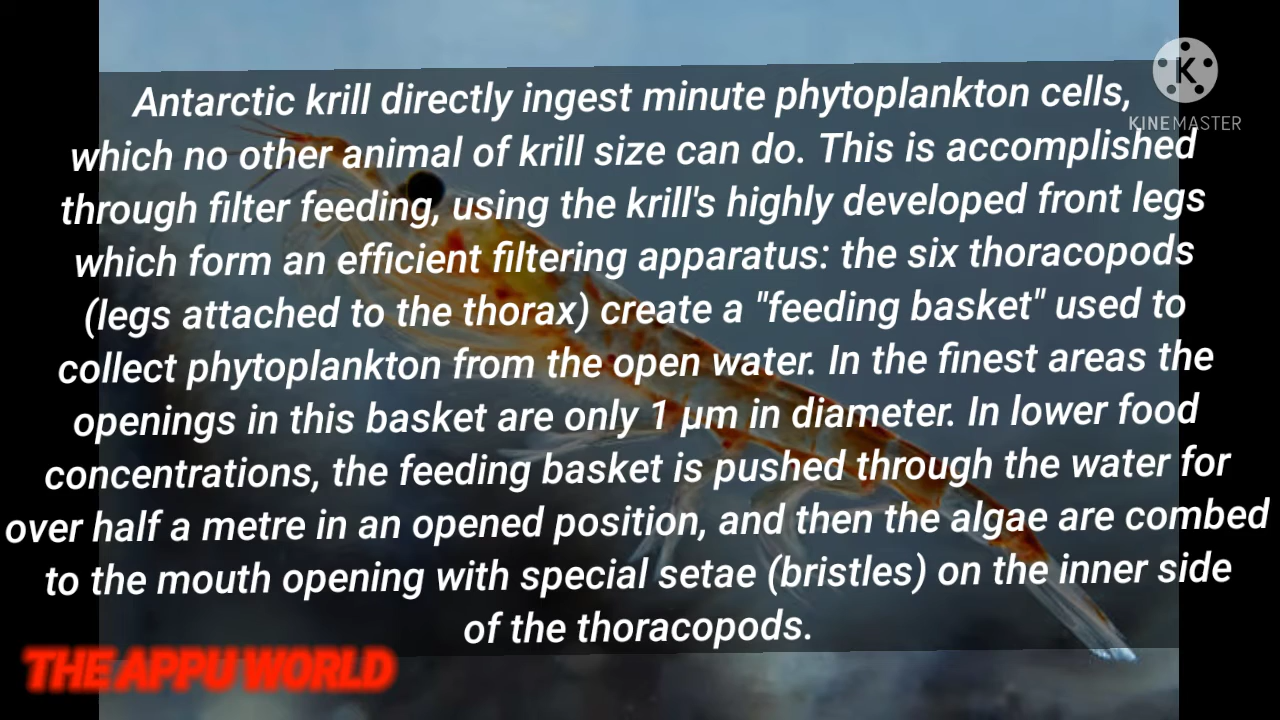 Antarctic krill directly ingest minute phytoplankton cells,
which no other animal of krill size can do. This is accomplished
through filter feeding, using the krill's highly developed front legs
which form an efficient filtering apparatus: the six thoracopods
(legs attached to the thorax) create a "feeding basket" used to
collect phytoplankton from the open water. In the finest areas the
openings in this basket are only 1 μm in diameter. In lower food
concentrations, the feeding basket is pushed through the water for
over half a metre in an opened position, and then the algae are combed
to the mouth opening with special setae (bristles) on the inner side
of the thoracopods.
K
KINEMASTER
THE APPU WORLD